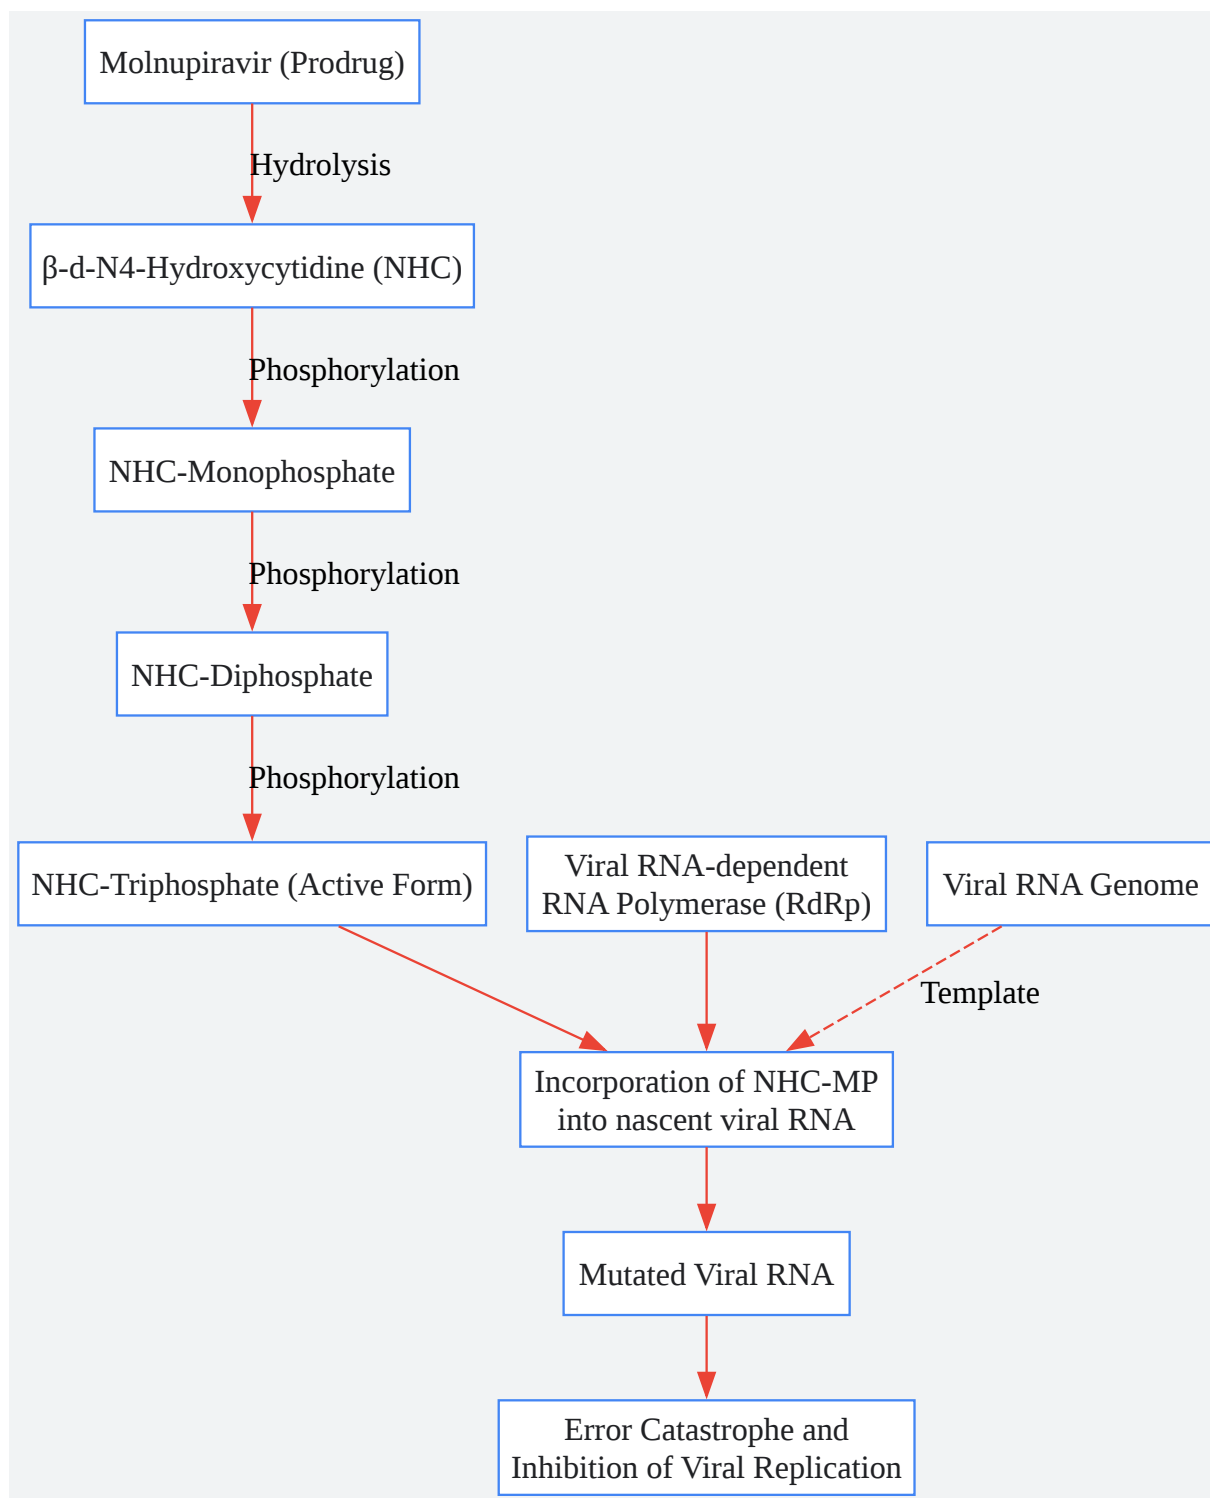 Molnupiravir (Prodrug)
Hydrolysis
β-d-N4-Hydroxycytidine (NHC)
Phosphorylation
NHC-Monophosphate
Phosphorylation
NHC-Diphosphate
Phosphorylation
NHC-Triphosphate (Active Form)
Viral RNA-dependent
RNA Polymerase (RdRp)
Viral RNA Genome
Template
Incorporation of NHC-MP
into nascent viral RNA
Mutated Viral RNA
Error Catastrophe and
Inhibition of Viral Replication